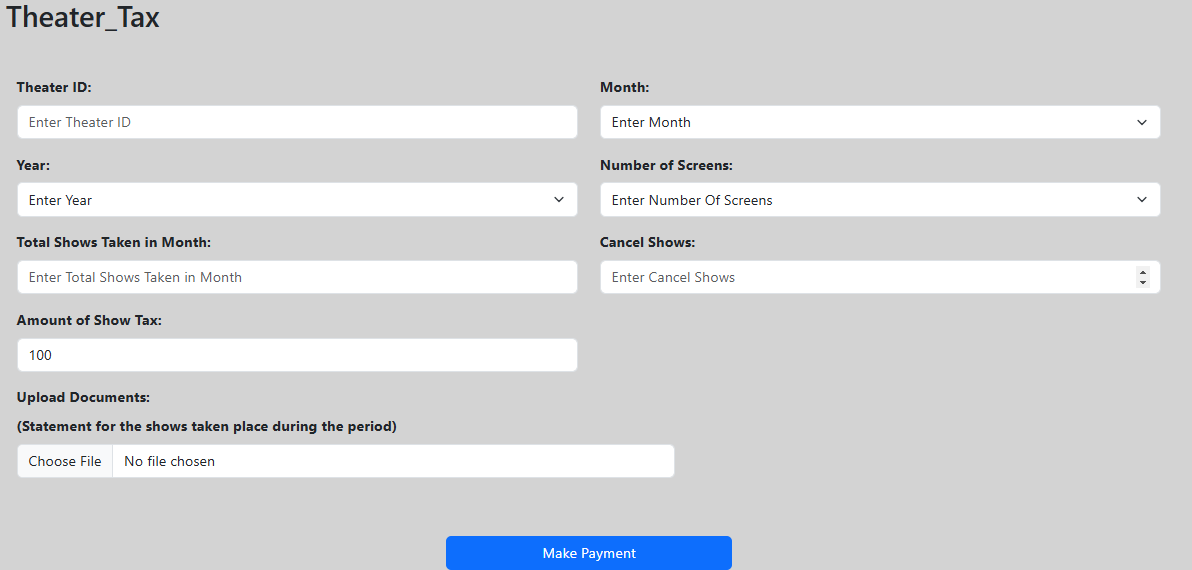 Theater_Tax
Theater ID:
Enter Theater ID
Month:
Enter Month
Year:
Enter Year
Number of Screens:
Enter Number Of Screens
Total Shows Taken in Month:
Enter Total Shows Taken in Month
Cancel Shows:
Enter Cancel Shows
Amount of Show Tax:
100
Upload Documents:
(Statement for the shows taken place during the period)
Choose File No file chosen
Make Payment